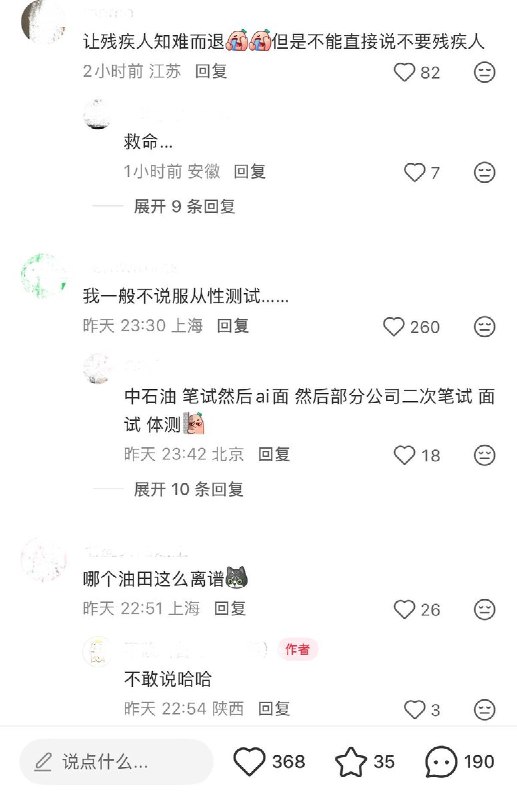 让残疾人知难而退但是不能直接说不要残疾人
2小时前 江苏 回复
82
救命...
1小时前 安徽 回复
7
展开 9 条回复
我一般不说服从性测试......
昨天 23:30 上海 回复
260
中石油 笔试然后ai面 然后部分公司二次笔试 面
试 体测
昨天 23:42 北京 回复
18
展开 10 条回复
哪个油田这么离谱
昨天 22:51 上海 回复
26
作者
不敢说哈哈
昨天 22:54 陕西 回复
3
说点什么...
368
35
190